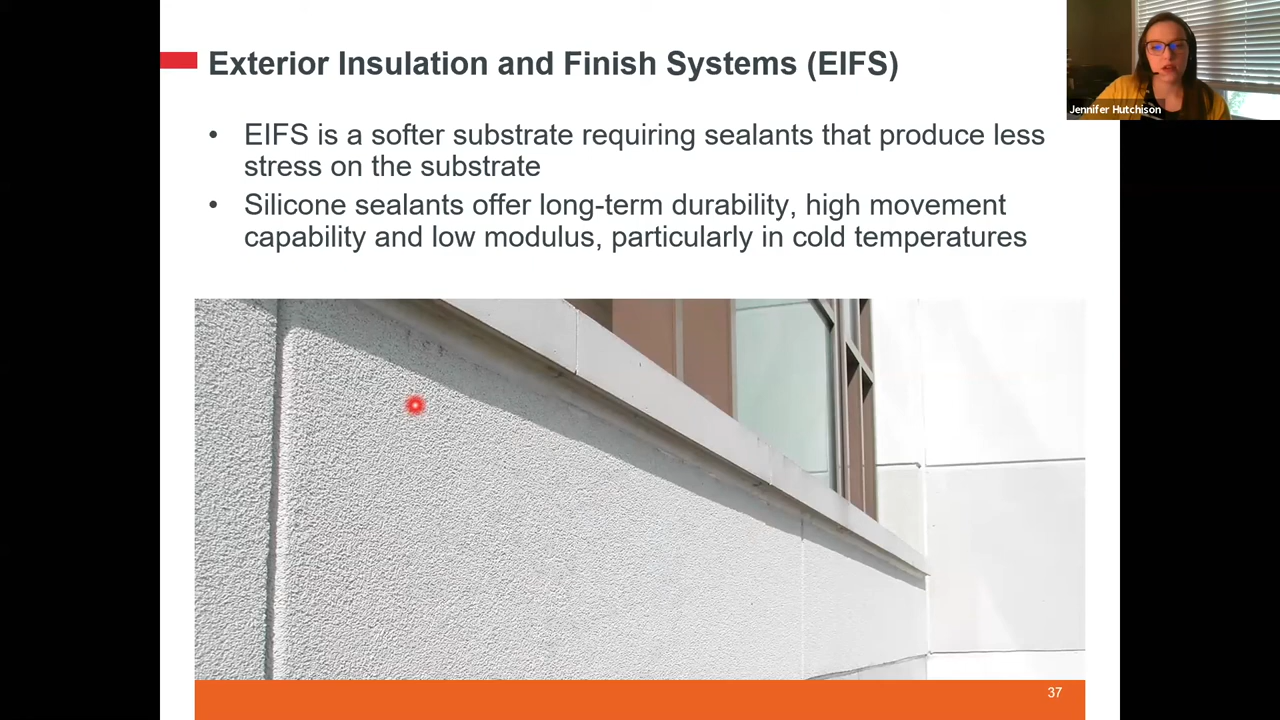 Exterior Insulation and Finish Systems (EIFS)
Jennifer Hutchison
• EIFS is a softer substrate requiring sealants that produce less
stress on the substrate
• Silicone sealants offer long-term durability, high movement
capability and low modulus, particularly in cold temperatures
37